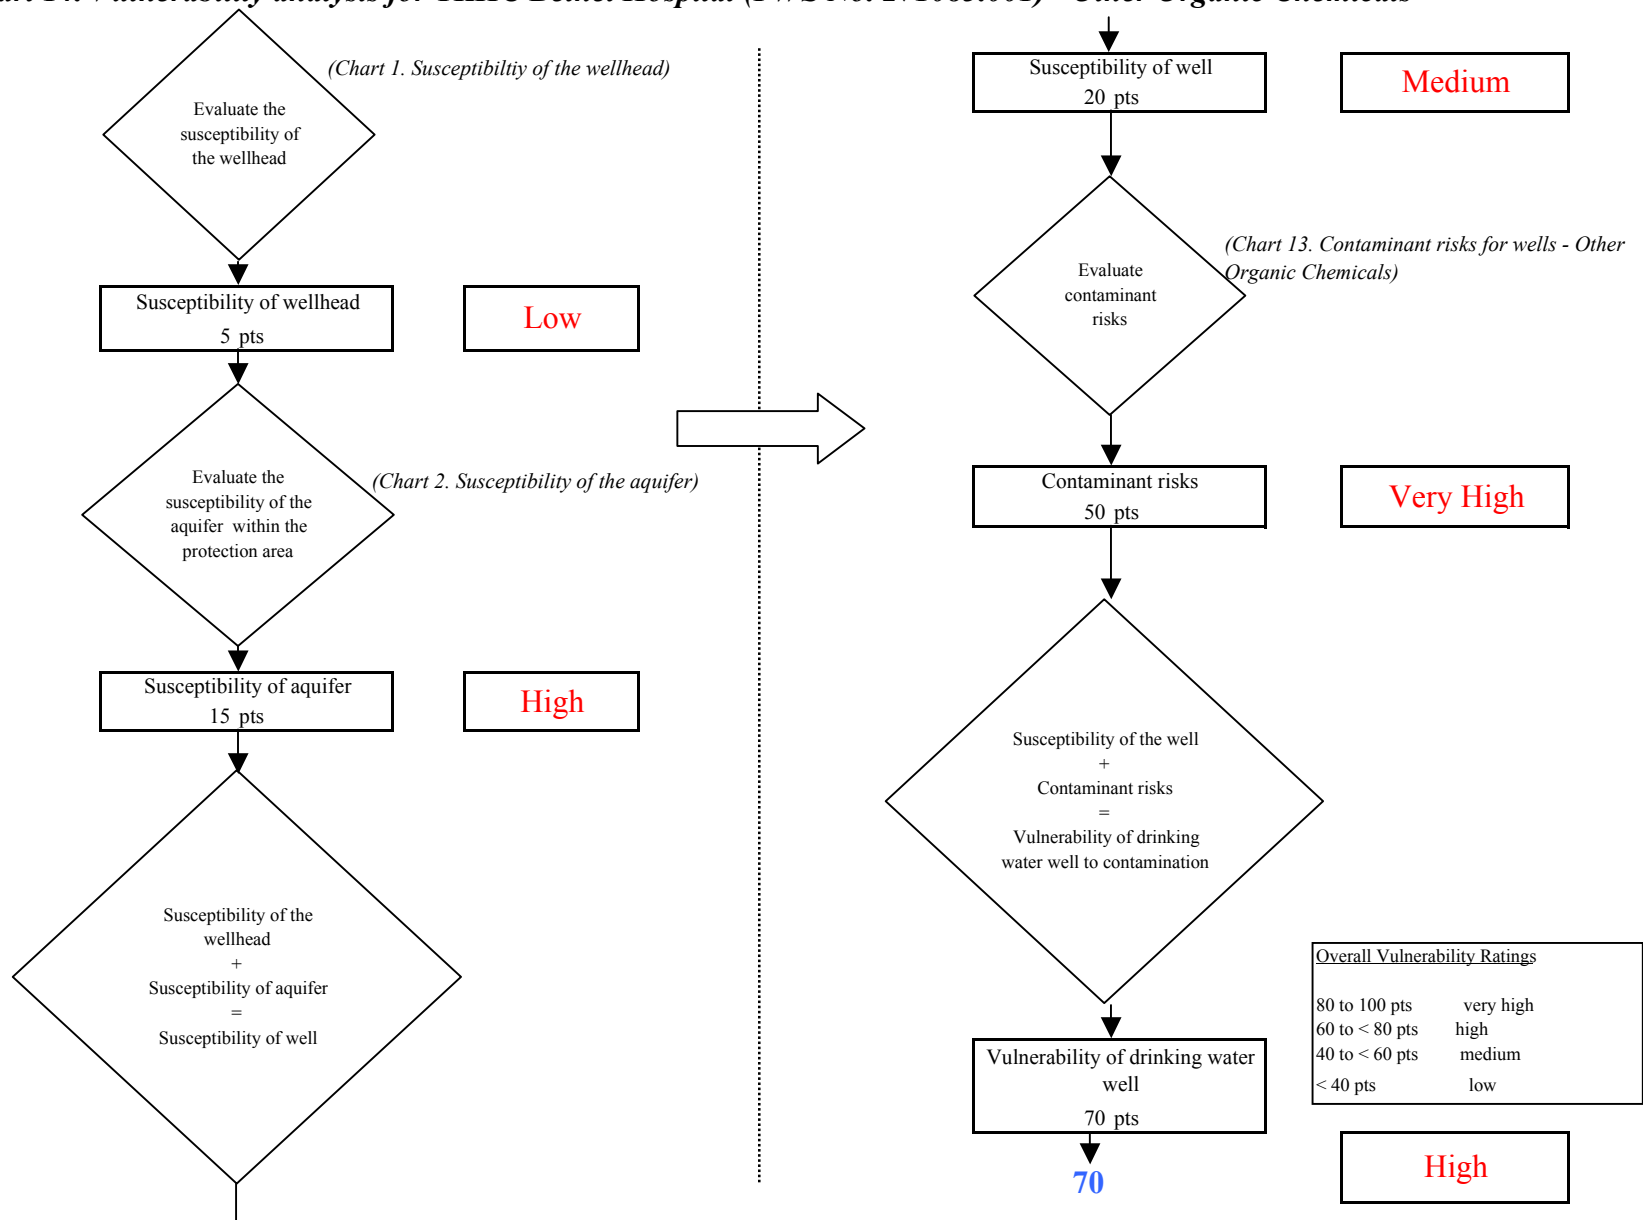 (Chart 1. Susceptibiltiy of the wellhead)
Evaluate the
susceptibility of
the wellhead
Susceptibility of wellhead
5 pts
Low
Evaluate the
susceptibility of the
aquifer within the
protection area
(Chart 2. Susceptibility of the aquifer)
Susceptibility of aquifer
15 pts
High
Susceptibility of the
wellhead
+
Susceptibility of aquifer
=
Susceptibility of well
Susceptibility of well
20 pts
Medium
Evaluate
contaminant
risks
(Chart 13. Contaminant risks for wells - Other
Organic Chemicals)
Contaminant risks
50 pts
Very High
Susceptibility of the well
+
Contaminant risks
=
Vulnerability of drinking
water well to contamination
Overall Vulnerability Ratings
80 to 100 pts very high
60 to < 80 pts high
40 to < 60 pts medium
< 40 pts low
Vulnerability of drinking water
well
70 pts
70
High